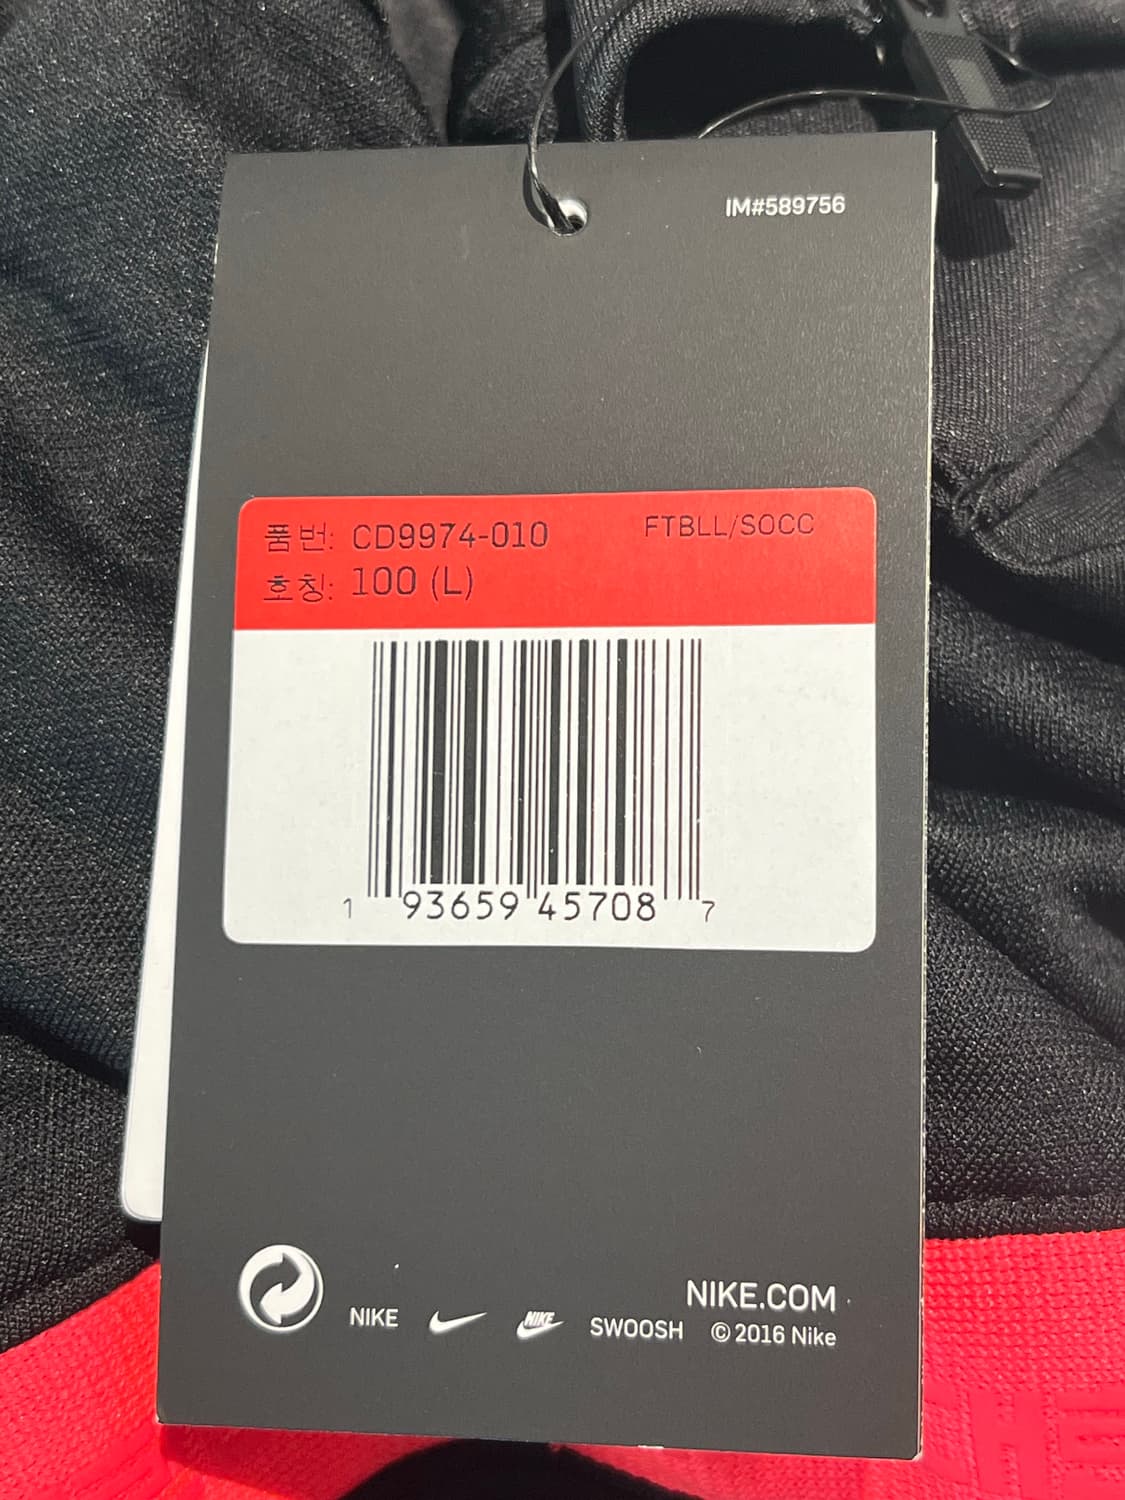 IM#589756
품번: CD9974-010 FTBLL/SOCC
호칭: 100 (L)
1 93659 45708 7
NIKE.COM
NIKE NIKE SWOOSH © 2016 Nike